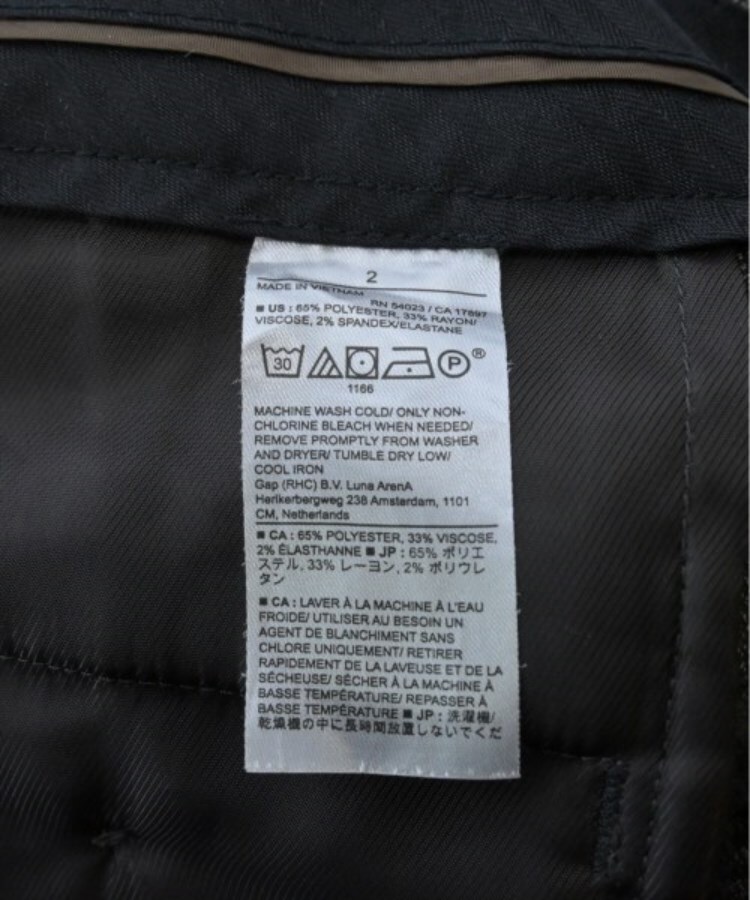 2
MADE IN VIETNAM RN 54023 / CA 17897
■ US : 65% POLYESTER, 33% RAYON/
VISCOSE, 2% SPANDEX/ELASTANE
30 P®
1166
MACHINE WASH COLD/ ONLY NON-
CHLORINE BLEACH WHEN NEEDED/
REMOVE PROMPTLY FROM WASHER
AND DRYER/ TUMBLE DRY LOW/
COOL IRON
Gap (RHC) B.V. Luna ArenA
Herikerbergweg 238 Amsterdam, 1101
CM, Netherlands
■ CA : 65% POLYESTER, 33% VISCOSE,
2% ÉLASTHANNE ■ JP : 65% ポリエ
ステル, 33% レーヨン, 2% ポリウレ
タン
■ CA : LAVER À LA MACHINE À L'EAU
FROIDE/ UTILISER AU BESOIN UN
AGENT DE BLANCHIMENT SANS
CHLORE UNIQUEMENT/ RETIRER
RAPIDEMENT DE LA LAVEUSE ET DE LA
SÉCHEUSE/ SÉCHER À LA MACHINE À
BASSE TEMPÉRATURE/ REPASSER À
BASSE TEMPÉRATURE ■ JP : 洗濯機/
乾燥機の中に長時間放置しないでくだ